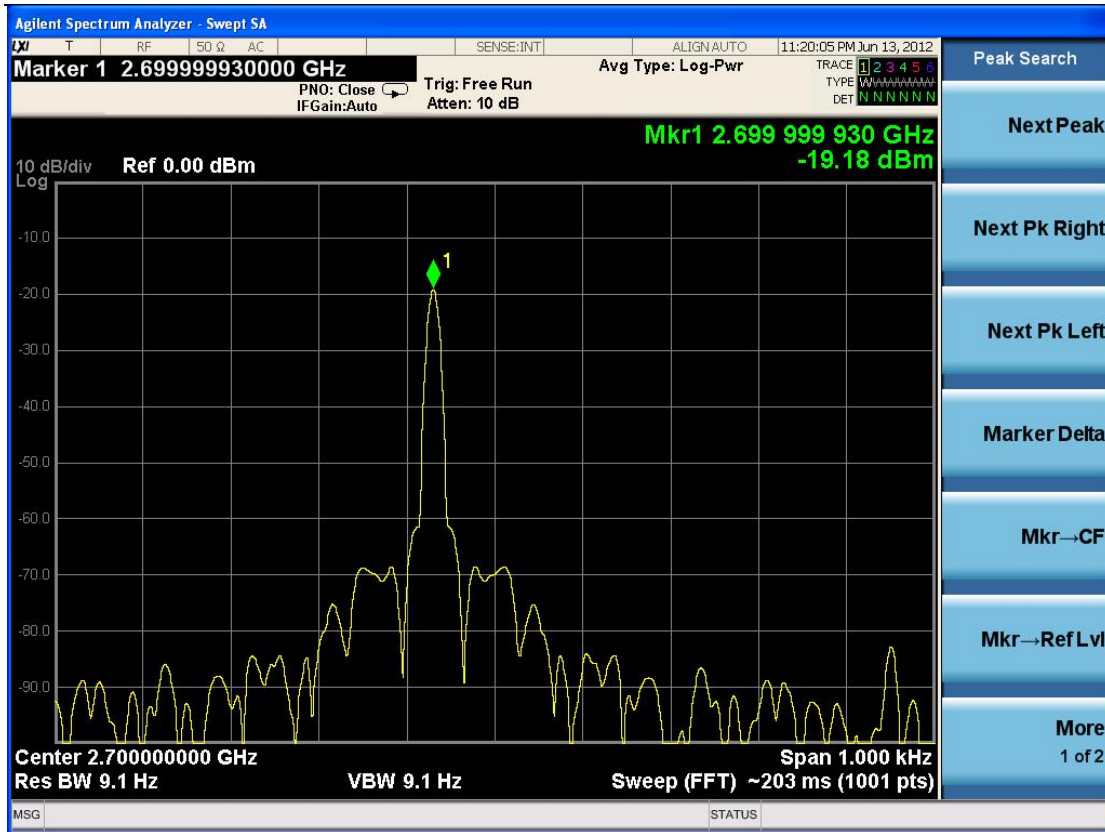 Agilent Spectrum Analyzer - Swept SA
LXI T RF 50 Ω AC SENSE:INT ALIGN AUTO 11:20:05 PM Jun 13, 2012
Marker 1 2.699999930000 GHz
PNO: Close
IFGain:Auto
Trig: Free Run
Atten: 10 dB
Avg Type: Log-Pwr
TRACE 1 2 3 4 5 6
TYPE WWWWWW
DET N N N N N N
Mkr1 2.699 999 930 GHz
-19.18 dBm
10 dB/div Ref 0.00 dBm
Log
1
-10.0
-20.0
-30.0
-40.0
-50.0
-60.0
-70.0
-80.0
-90.0
Center 2.700000000 GHz Span 1.000 kHz
Res BW 9.1 Hz VBW 9.1 Hz Sweep (FFT) ~203 ms (1001 pts)
MSG STATUS
Peak Search
Next Peak
Next Pk Right
Next Pk Left
Marker Delta
Mkr→CF
Mkr→Ref Lvl
More
1 of 2